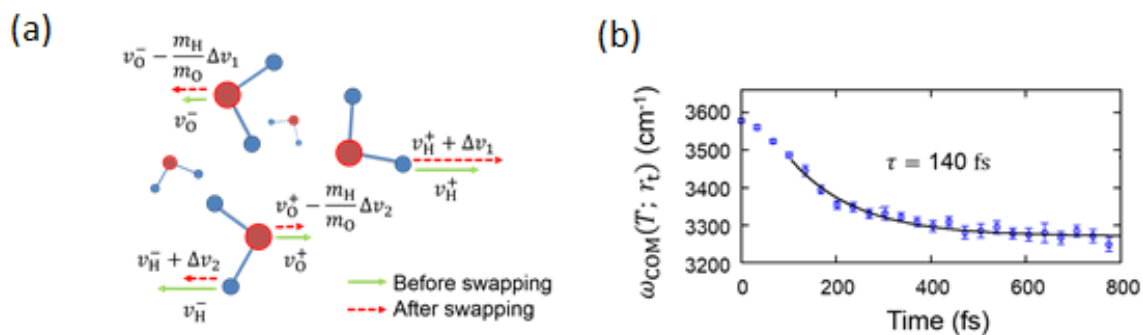 (a)
v_O^- - \frac{m_H}{m_O}Δv_1
v_O^-
v_H^+ + Δv_1
v_H^+
v_O^+ - \frac{m_H}{m_O}Δv_2
v_O^+
v_H^- + Δv_2
v_H^-
Before swapping
After swapping
(b)
ω_COM(T; r_t) (cm^-1)
3600
3500
3400
3300
3200
τ = 140 fs
0 200 400 600 800
Time (fs)